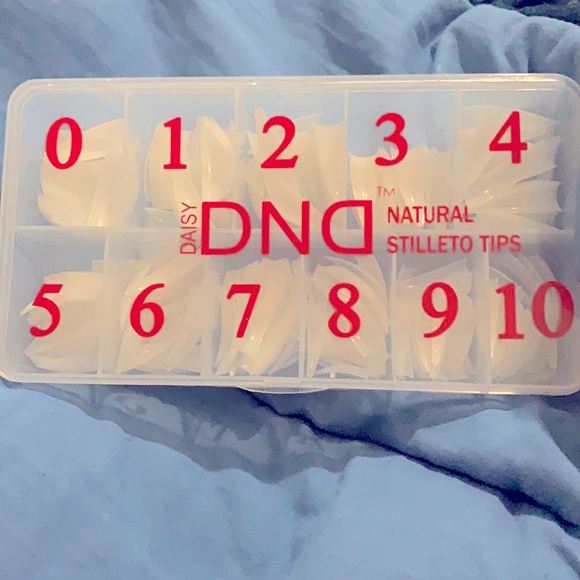 0 1 2 3 4
DAISY DND™ NATURAL
STILLETO TIPS
5 6 7 8 9 10